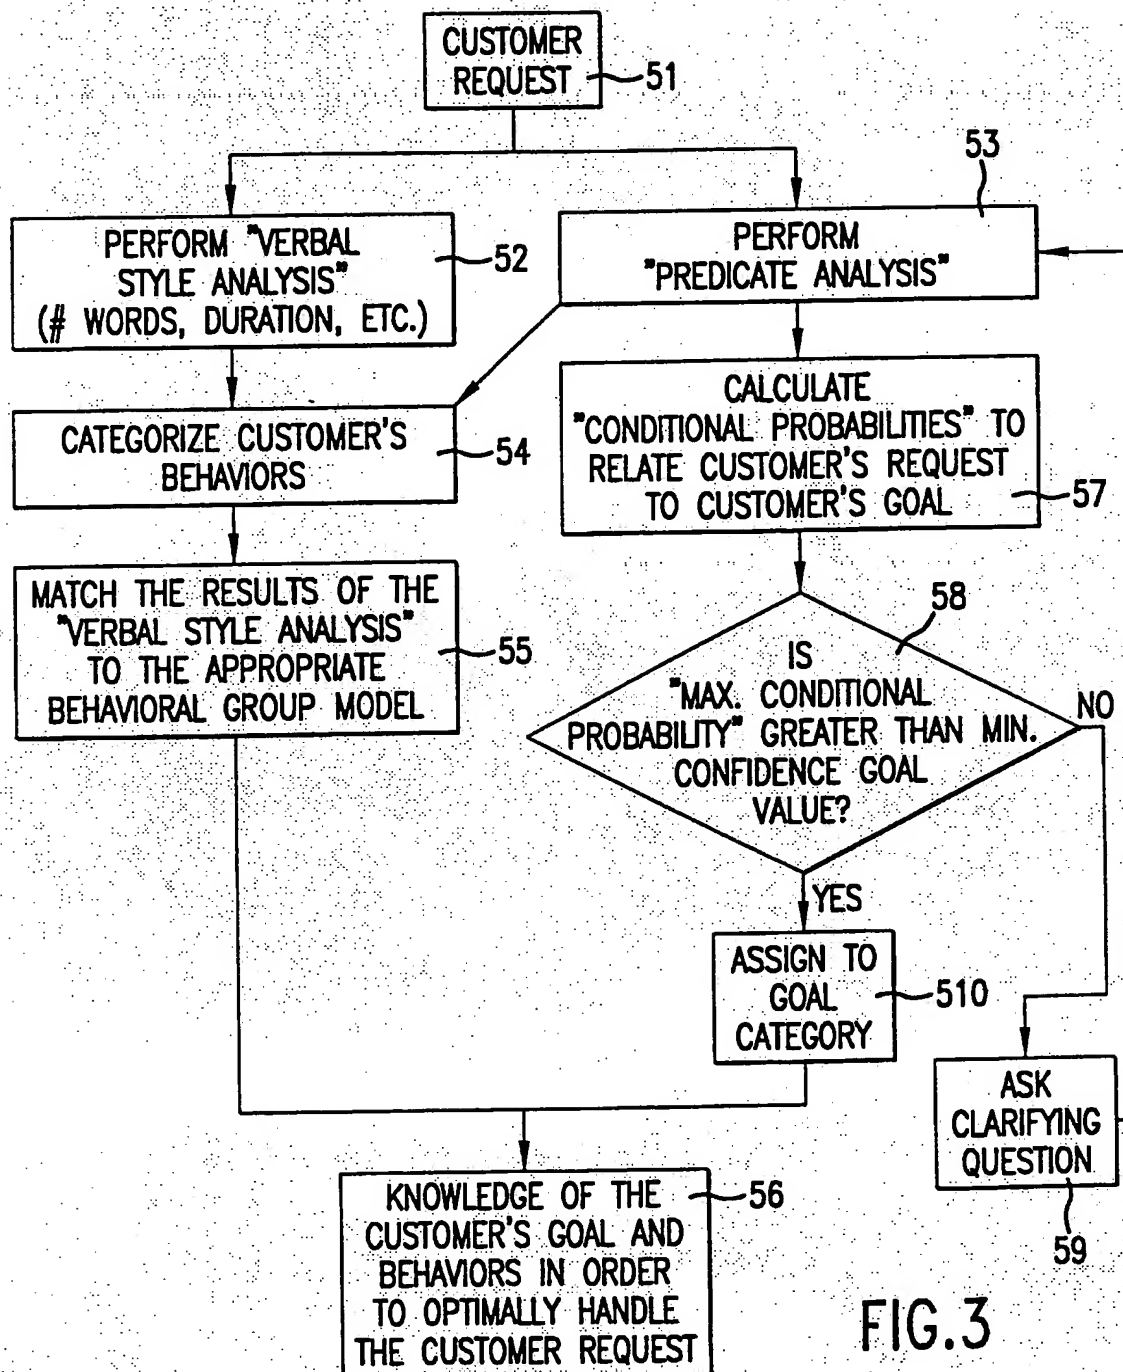 CUSTOMER
REQUEST
51
53
PERFORM "VERBAL
STYLE ANALYSIS"
(# WORDS, DURATION, ETC.)
52
PERFORM
"PREDICATE ANALYSIS"
CATEGORIZE CUSTOMER'S
BEHAVIORS
54
CALCULATE
"CONDITIONAL PROBABILITIES" TO
RELATE CUSTOMER'S REQUEST
TO CUSTOMER'S GOAL
57
MATCH THE RESULTS OF THE
"VERBAL STYLE ANALYSIS"
TO THE APPROPRIATE
BEHAVIORAL GROUP MODEL
55
58
IS
"MAX. CONDITIONAL
PROBABILITY" GREATER THAN MIN.
CONFIDENCE GOAL
VALUE?
NO
YES
ASSIGN TO
GOAL
CATEGORY
510
ASK
CLARIFYING
QUESTION
59
KNOWLEDGE OF THE
CUSTOMER'S GOAL AND
BEHAVIORS IN ORDER
TO OPTIMALLY HANDLE
THE CUSTOMER REQUEST
56
FIG.3